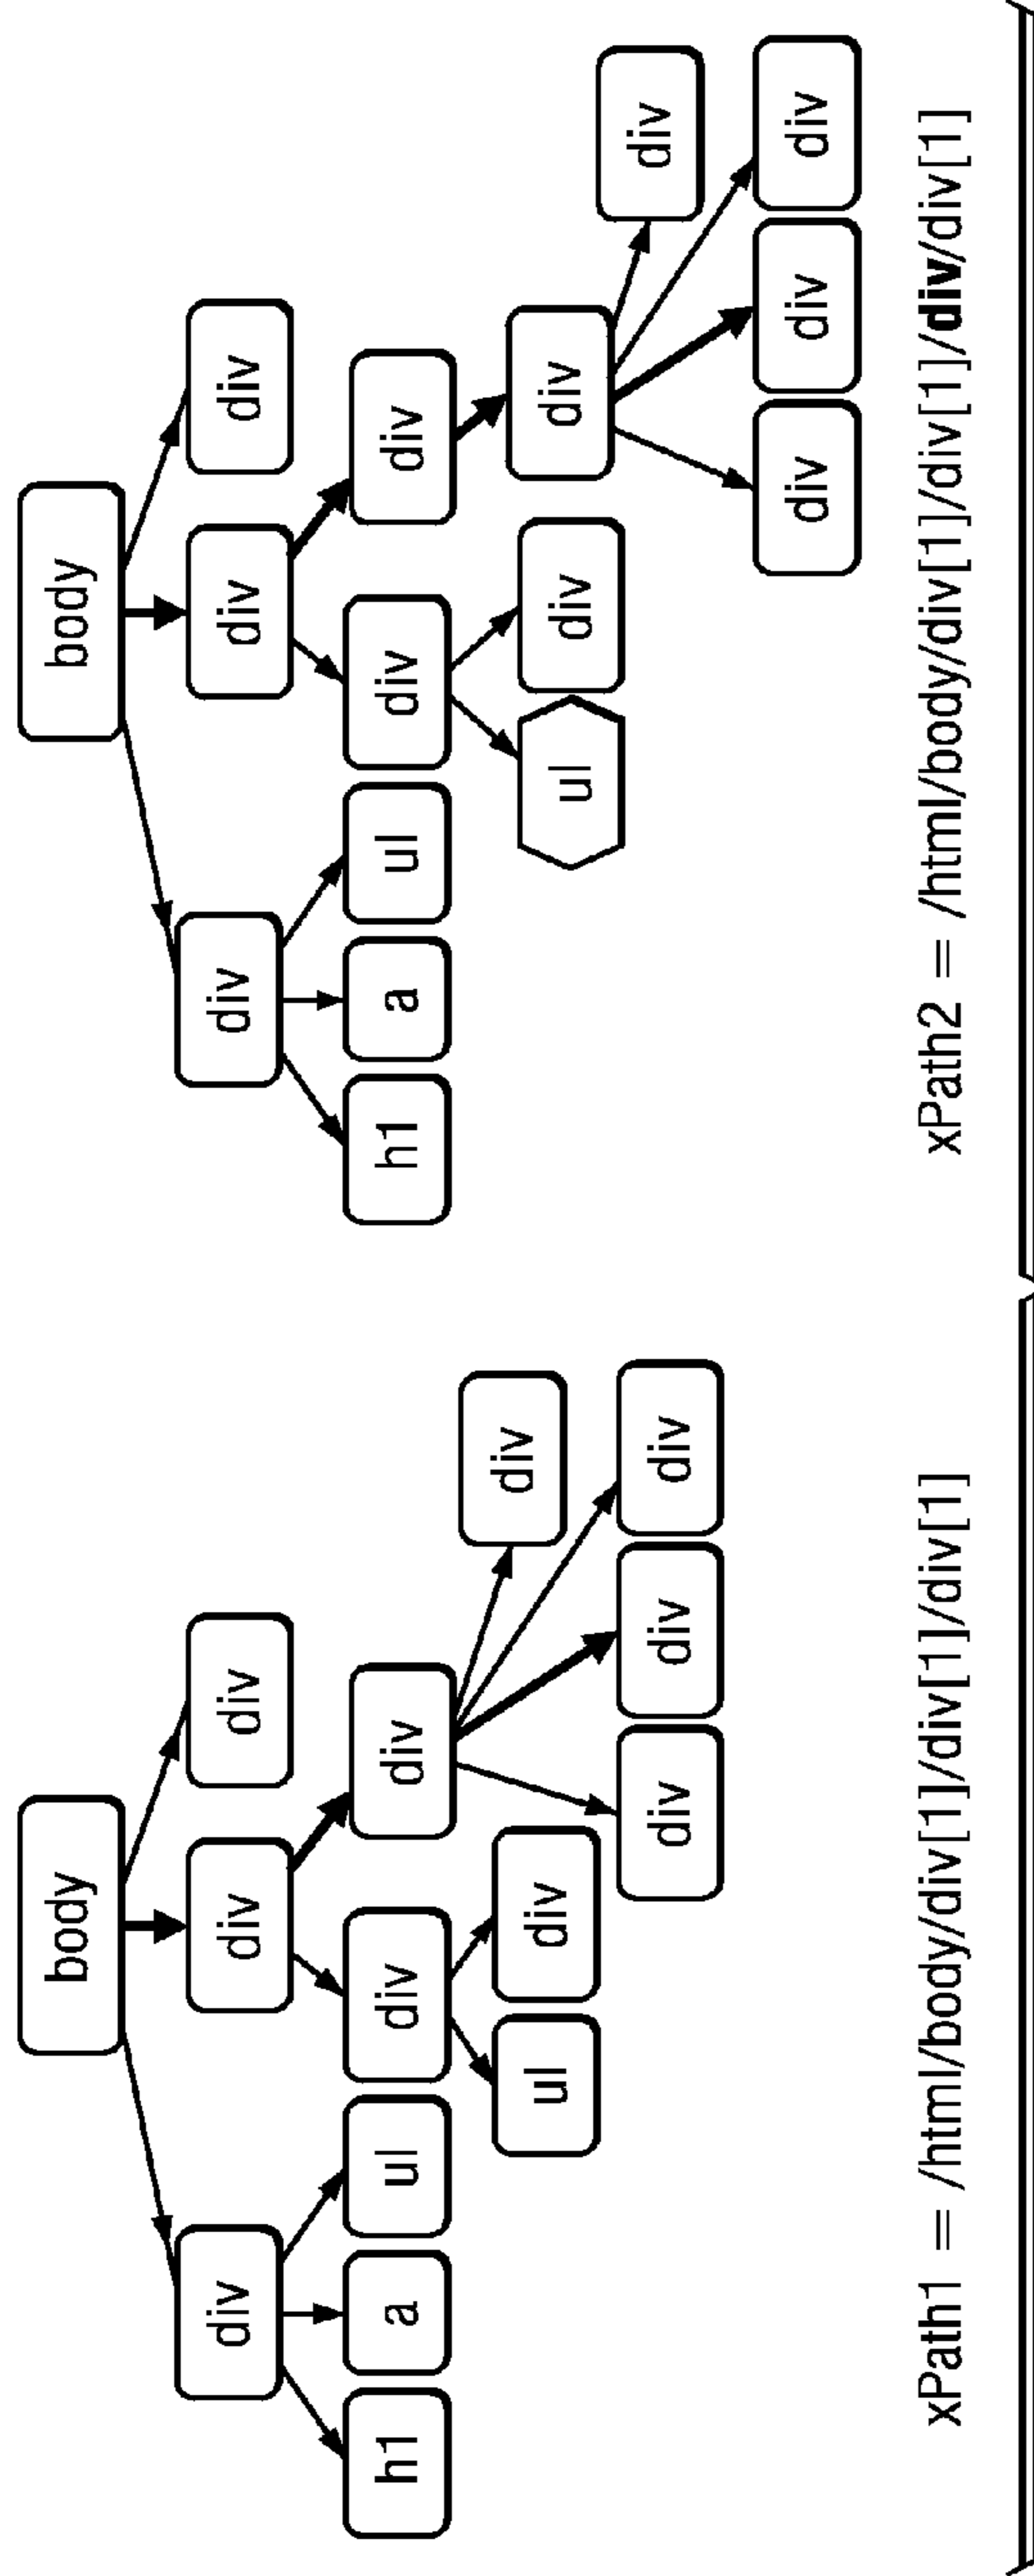 body
div
div
div
h1
a
ul
div
div
ul
div
div
div
div
div
xPath1 = /html/body/div[1]/div[1]/div[1]
body
div
div
div
h1
a
ul
div
div
ul
div
div
div
div
div
div
xPath2 = /html/body/div[1]/div[1]/div/div[1]